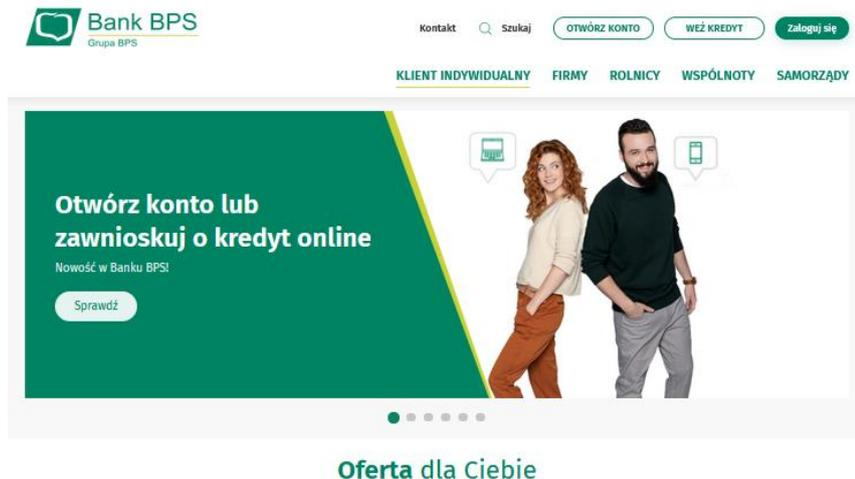 Bank BPS
Grupa BPS
Kontakt Szukaj OTWÓRZ KONTO WEŹ KREDYT Zaloguj się
KLIENT INDYWIDUALNY FIRMY ROLNICY WSPÓLNOTY SAMORZĄDY
Otwórz konto lub
zawnioskuj o kredyt online
Nowość w Banku BPS!
Sprawdź
Oferta dla Ciebie